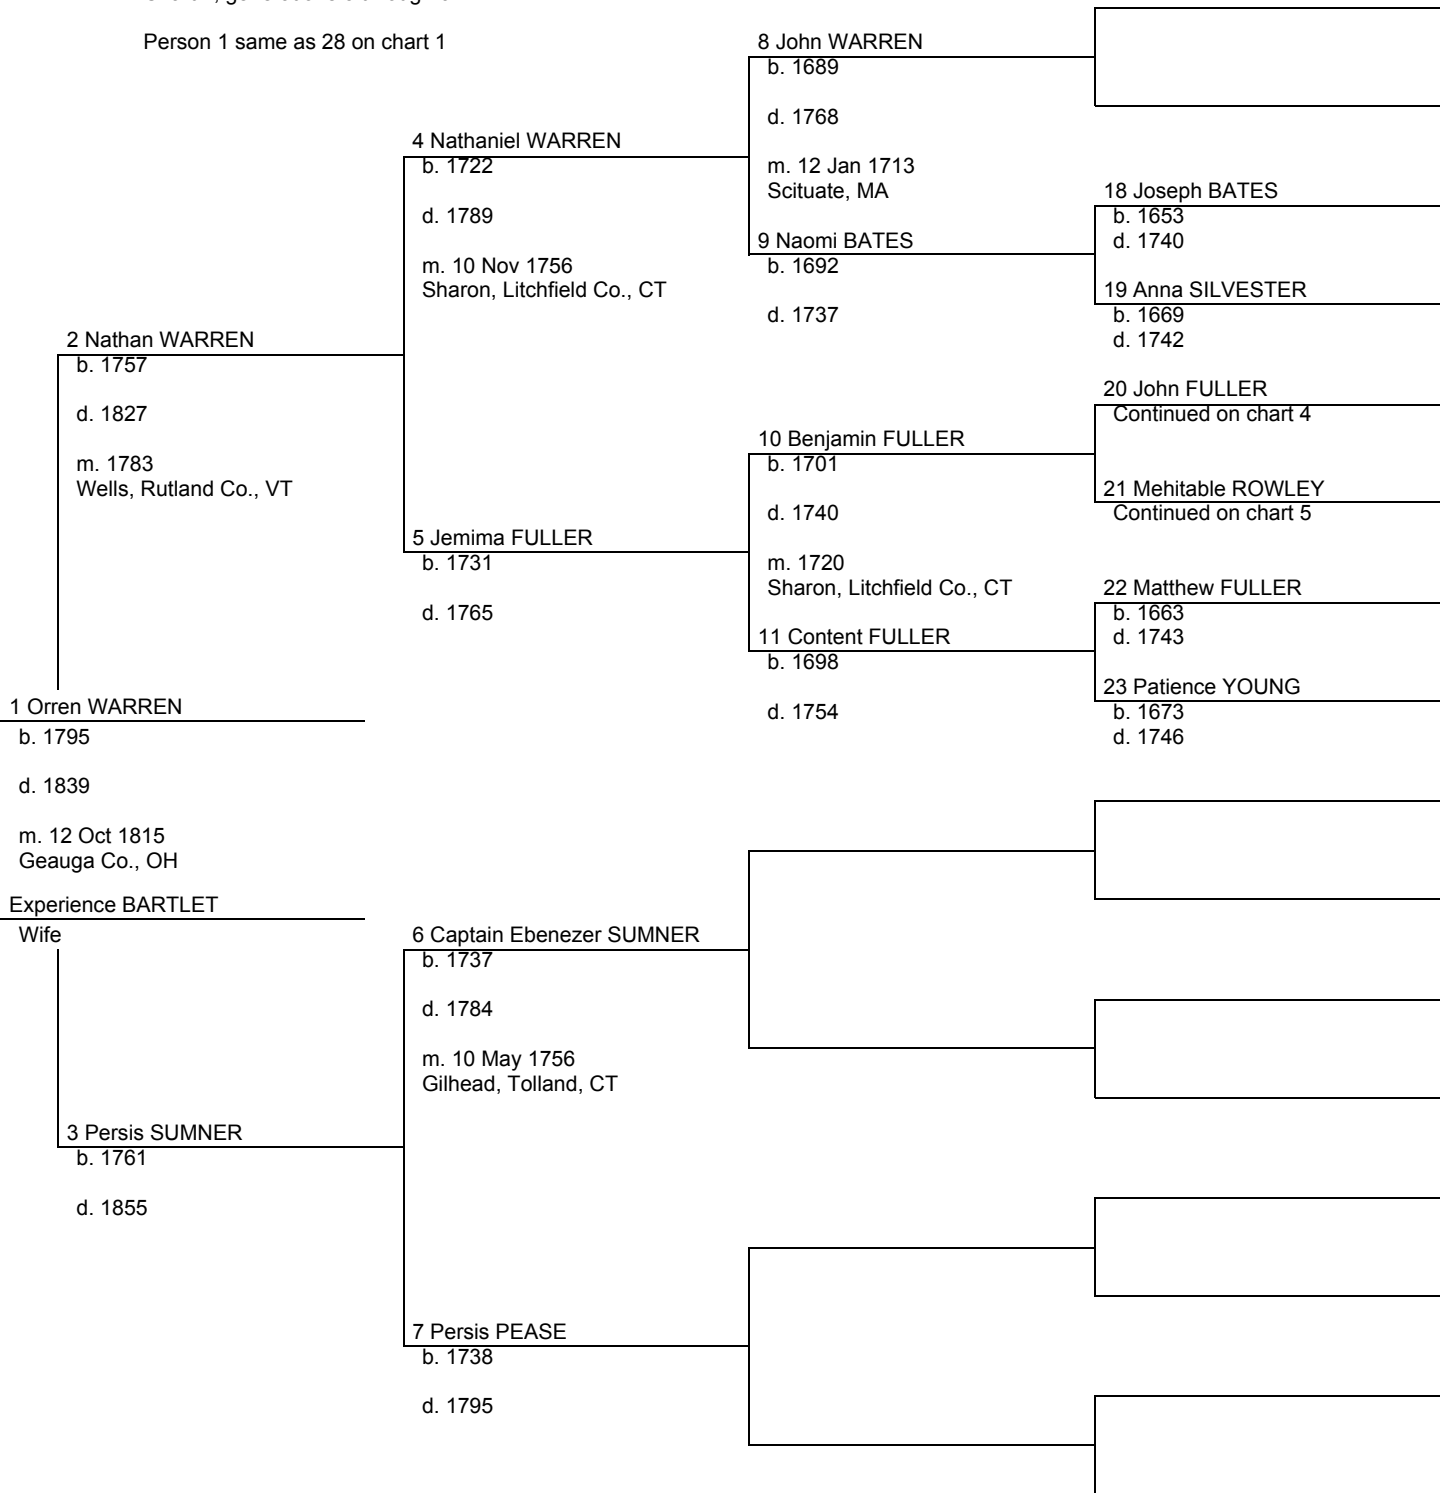 Person 1 same as 28 on chart 1
8 John WARREN
b. 1689
d. 1768
m. 12 Jan 1713
Scituate, MA
4 Nathaniel WARREN
b. 1722
d. 1789
m. 10 Nov 1756
Sharon, Litchfield Co., CT
18 Joseph BATES
b. 1653
d. 1740
9 Naomi BATES
b. 1692
d. 1737
19 Anna SILVESTER
b. 1669
d. 1742
2 Nathan WARREN
b. 1757
d. 1827
m. 1783
Wells, Rutland Co., VT
20 John FULLER
Continued on chart 4
10 Benjamin FULLER
b. 1701
d. 1740
m. 1720
Sharon, Litchfield Co., CT
21 Mehitable ROWLEY
Continued on chart 5
5 Jemima FULLER
b. 1731
d. 1765
22 Matthew FULLER
b. 1663
d. 1743
11 Content FULLER
b. 1698
d. 1754
23 Patience YOUNG
b. 1673
d. 1746
1 Orren WARREN
b. 1795
d. 1839
m. 12 Oct 1815
Geauga Co., OH
Experience BARTLET
Wife
6 Captain Ebenezer SUMNER
b. 1737
d. 1784
m. 10 May 1756
Gilhead, Tolland, CT
3 Persis SUMNER
b. 1761
d. 1855
7 Persis PEASE
b. 1738
d. 1795